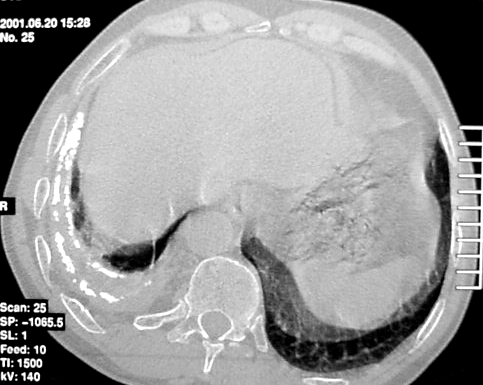 2001.06.20 15:28
No. 25
R
Scan: 25
SP: -1065.5
SL: 1
Feed: 10
TI: 1500
kV: 140